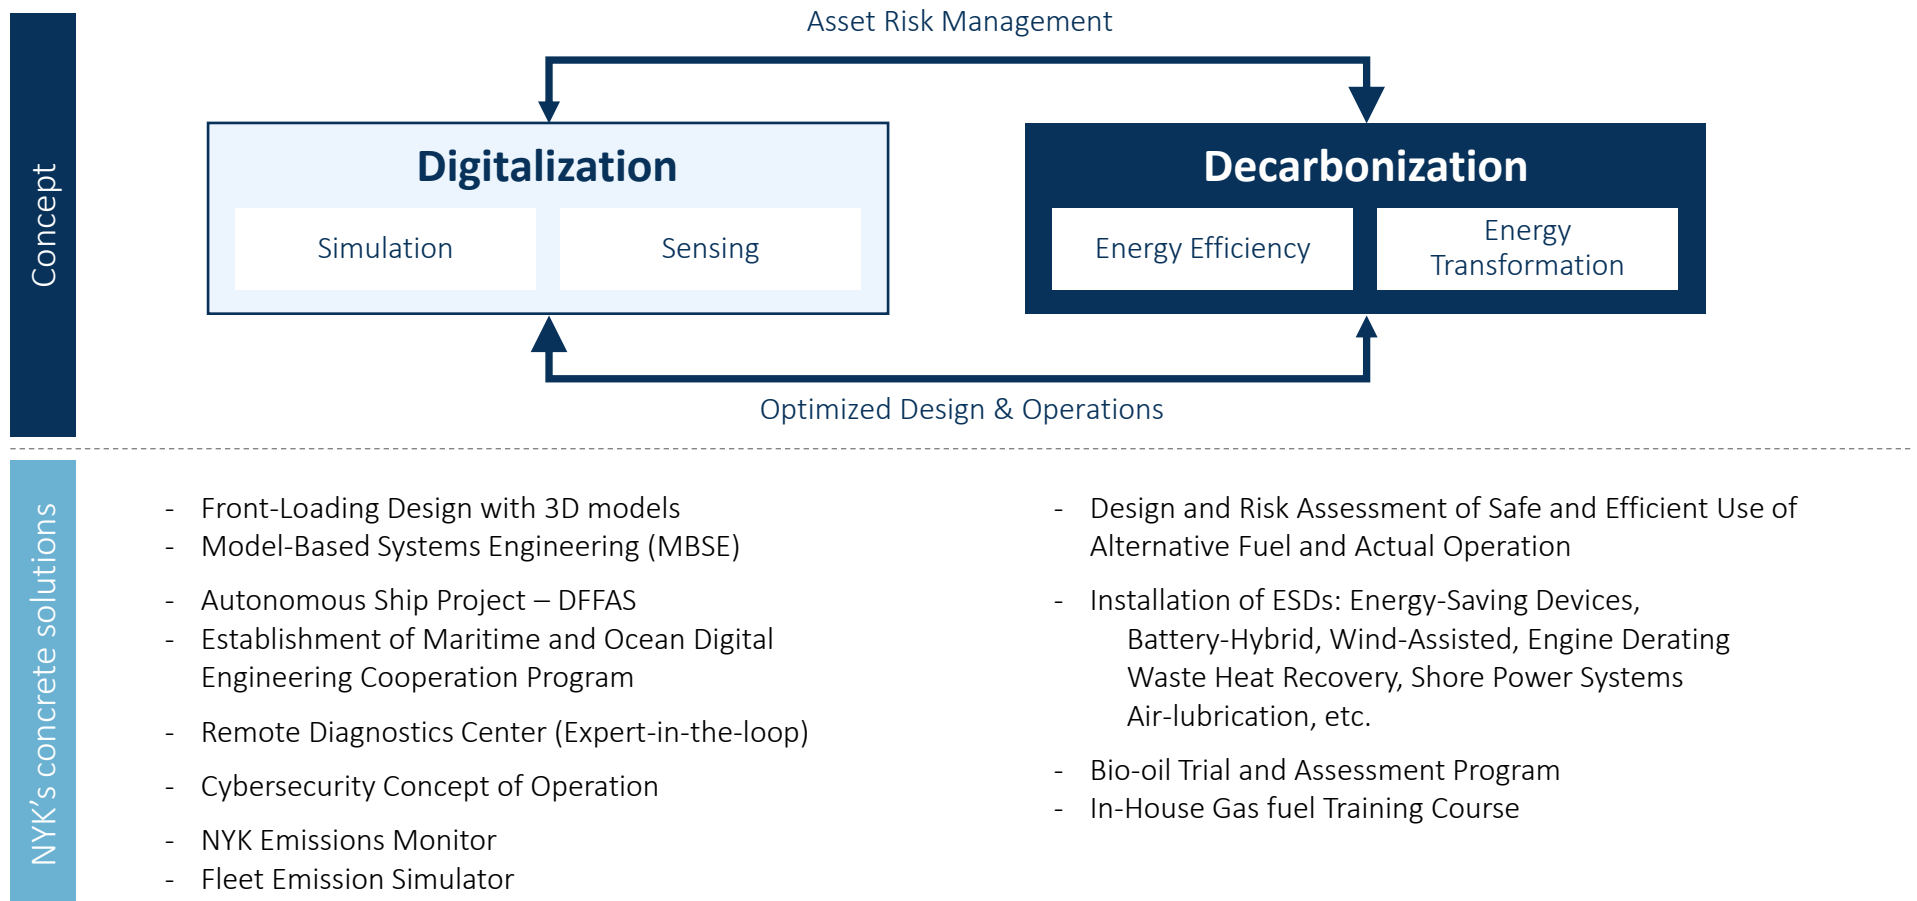 Asset Risk Management
Concept
Digitalization
Simulation
Sensing
Decarbonization
Energy Efficiency
Energy
Transformation
Optimized Design & Operations
NYK's concrete solutions
- Front-Loading Design with 3D models
- Model-Based Systems Engineering (MBSE)
- Autonomous Ship Project – DFFAS
- Establishment of Maritime and Ocean Digital
Engineering Cooperation Program
- Remote Diagnostics Center (Expert-in-the-loop)
- Cybersecurity Concept of Operation
- NYK Emissions Monitor
- Fleet Emission Simulator
- Design and Risk Assessment of Safe and Efficient Use of
Alternative Fuel and Actual Operation
- Installation of ESDs: Energy-Saving Devices,
Battery-Hybrid, Wind-Assisted, Engine Derating
Waste Heat Recovery, Shore Power Systems
Air-lubrication, etc.
- Bio-oil Trial and Assessment Program
- In-House Gas fuel Training Course